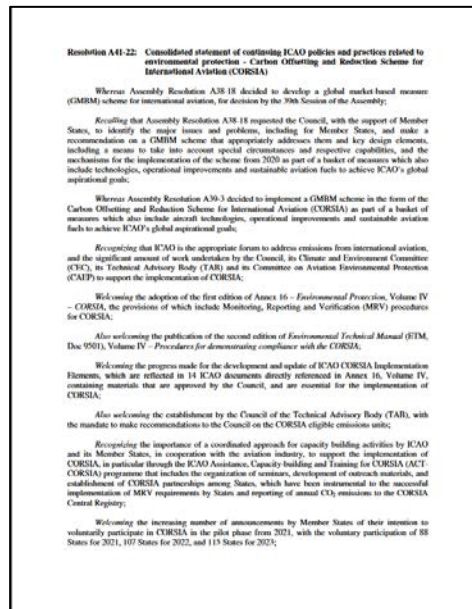 Resolution A41-22: Consolidated statement of continuing ICAO policies and practices related to
environmental protection - Carbon Offsetting and Reduction Scheme for
International Aviation (CORSIA)
Whereas Assembly Resolution A38-18 decided to develop a global market-based measure
(GMBM) scheme for international aviation, for decision by the 39th Session of the Assembly;
Recalling that Assembly Resolution A38-18 requested the Council, with the support of Member
States, to identify the major issues and problems, including for Member States, and make a
recommendation on a GMBM scheme that appropriately addresses them and key design elements,
including a means to take into account special circumstances and respective capabilities, and the
mechanisms for the implementation of the scheme from 2020 as part of a basket of measures which also
include technologies, operational improvements and sustainable aviation fuels to achieve ICAO's global
aspirational goals;
Whereas Assembly Resolution A39-3 decided to implement a GMBM scheme in the form of the
Carbon Offsetting and Reduction Scheme for International Aviation (CORSIA) as part of a basket of
measures which also include aircraft technologies, operational improvements and sustainable aviation
fuels to achieve ICAO's global aspirational goals;
Recognizing that ICAO is the appropriate forum to address emissions from international aviation,
and the significant amount of work undertaken by the Council, its Climate and Environment Committee
(CEC), its Technical Advisory Body (TAB) and its Committee on Aviation Environmental Protection
(CAEP) to support the implementation of CORSIA;
Welcoming the adoption of the first edition of Annex 16 – Environmental Protection, Volume IV
– CORSIA, the provisions of which include Monitoring, Reporting and Verification (MRV) procedures
for CORSIA;
Also welcoming the publication of the second edition of Environmental Technical Manual (ETM,
Doc 9501), Volume IV – Procedures for demonstrating compliance with the CORSIA;
Welcoming the progress made for the development and update of ICAO CORSIA Implementation
Elements, which are reflected in 14 ICAO documents directly referenced in Annex 16, Volume IV,
containing materials that are approved by the Council, and are essential for the implementation of
CORSIA;
Also welcoming the establishment by the Council of the Technical Advisory Body (TAB), with
the mandate to make recommendations to the Council on the CORSIA eligible emissions units;
Recognizing the importance of a coordinated approach for capacity building activities by ICAO
and its Member States, in cooperation with the aviation industry, to support the implementation of
CORSIA, in particular through the ICAO Assistance, Capacity-building and Training for CORSIA (ACT-
CORSIA) programme that includes the organization of seminars, development of outreach materials, and
establishment of CORSIA partnerships among States, which have been instrumental to the successful
implementation of MRV requirements by States and reporting of annual CO₂ emissions to the CORSIA
Central Registry;
Welcoming the increasing number of announcements by Member States of their intention to
voluntarily participate in CORSIA in the pilot phase from 2021, with the voluntary participation of 88
States for 2021, 107 States for 2022, and 115 States for 2023;